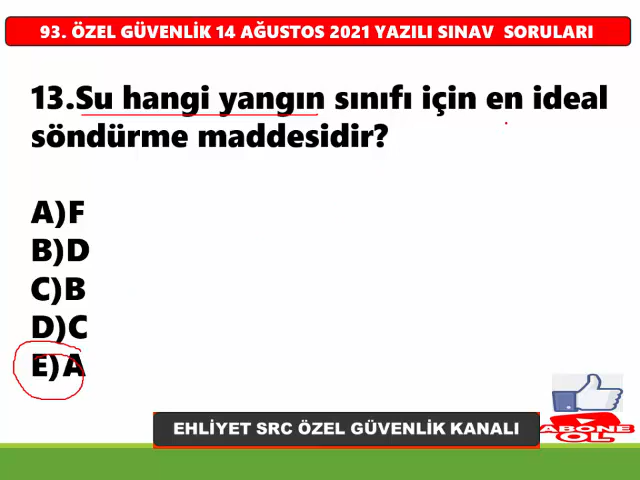 93. ÖZEL GÜVENLİK 14 AĞUSTOS 2021 YAZILI SINAV SORULARI
13.Su hangi yangın sınıfı için en ideal
söndürme maddesidir?
A)F
B)D
C)B
D)C
E)A
EHLİYET SRC ÖZEL GÜVENLİK KANALI
ABONE
OL